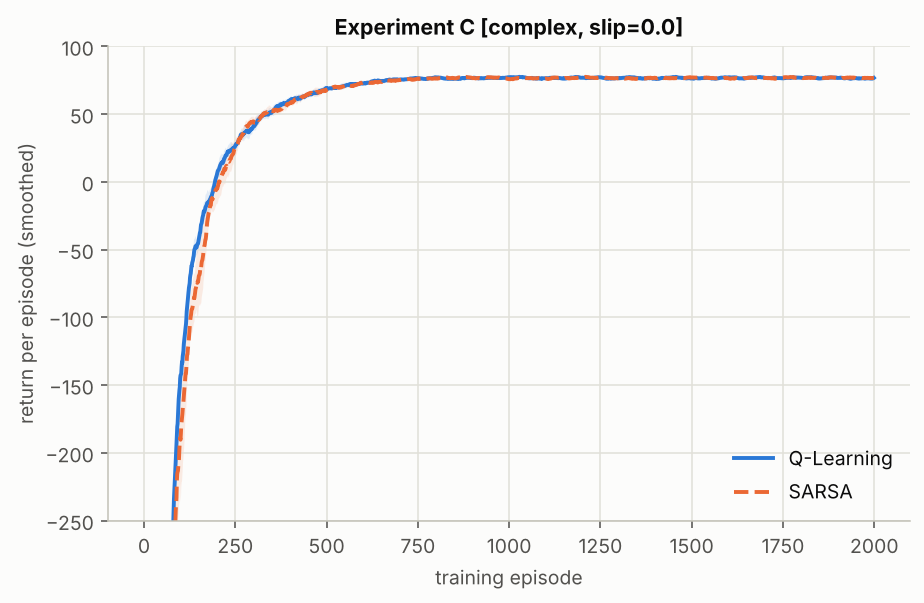 Experiment C [complex, slip=0.0]
return per episode (smoothed)
100
50
0
−50
−100
−150
−200
−250
Q-Learning
SARSA
0 250 500 750 1000 1250 1500 1750 2000
training episode